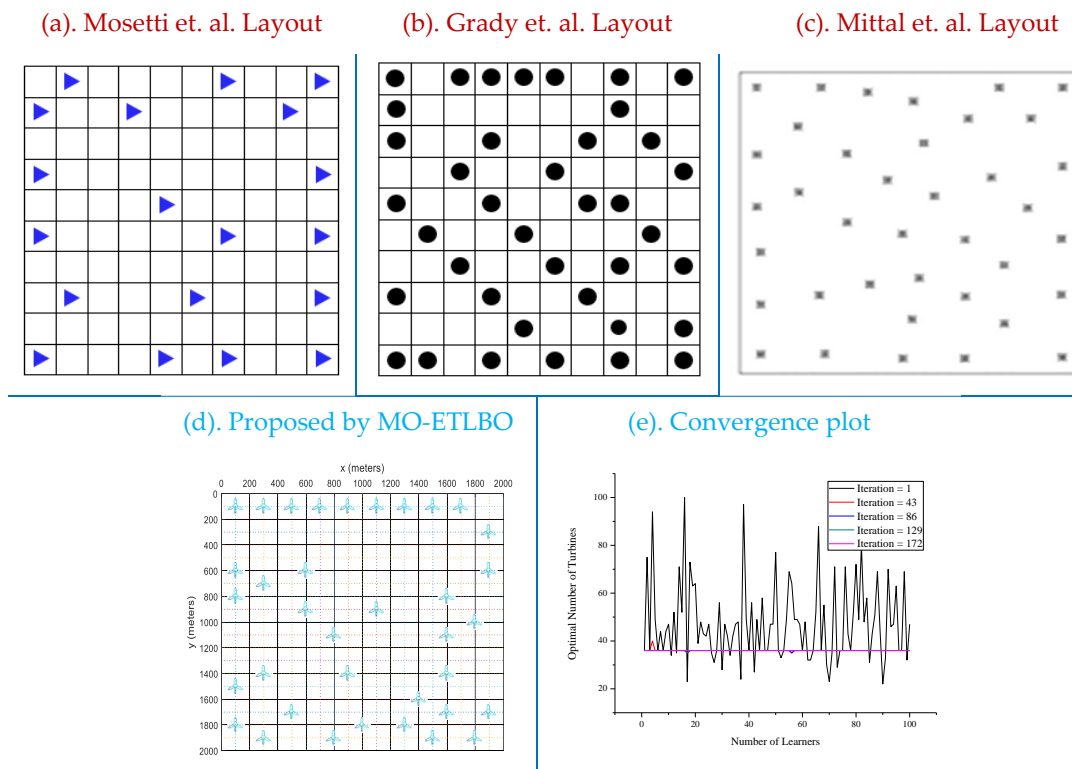 (a). Mosetti et. al. Layout
(b). Grady et. al. Layout
(c). Mittal et. al. Layout
(d). Proposed by MO-ETLBO
x (meters)
0 200 400 600 800 1000 1200 1400 1600 1800 2000
0
200
400
600
800
1000
1200
1400
1600
1800
2000
y (meters)
(e). Convergence plot
Iteration = 1
Iteration = 43
Iteration = 86
Iteration = 129
Iteration = 172
100
80
60
40
20
Optimal Number of Turbines
0 20 40 60 80 100
Number of Learners